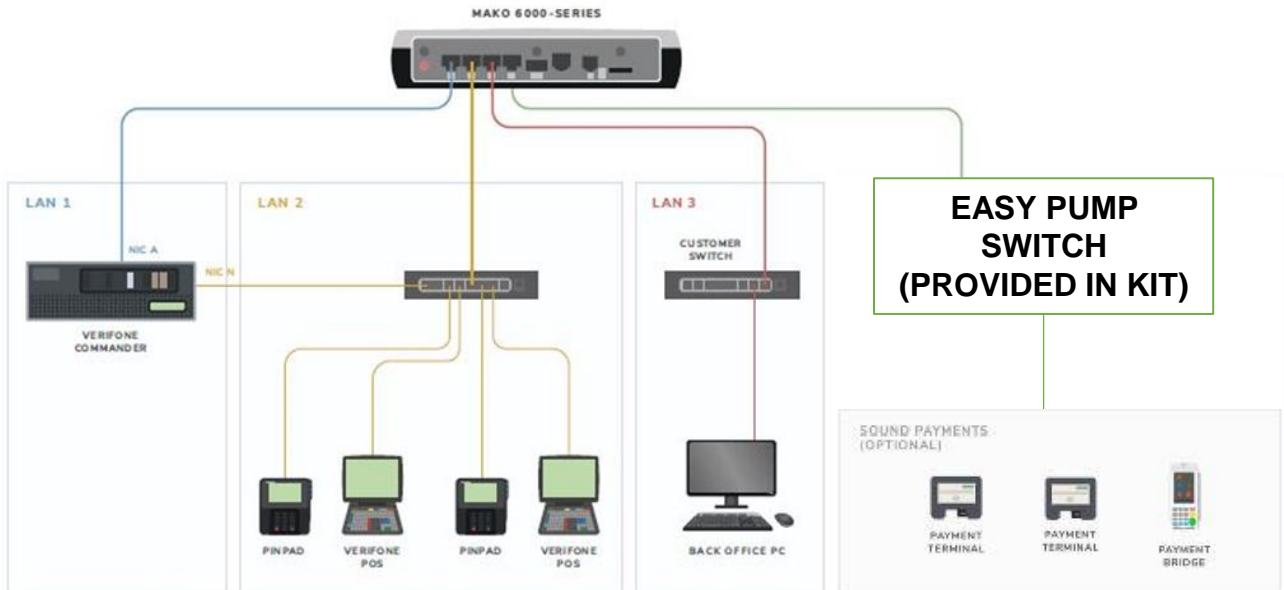 MAKO 6000-SERIES
LAN 1
NIC A
NIC N
VERIFONE
COMMANDER
LAN 2
PINPAD
VERIFONE
POS
PINPAD
VERIFONE
POS
LAN 3
CUSTOMER
SWITCH
BACK OFFICE PC
EASY PUMP
SWITCH
(PROVIDED IN KIT)
SOUND PAYMENTS
(OPTIONAL)
PAYMENT
TERMINAL
PAYMENT
TERMINAL
PAYMENT
BRIDGE